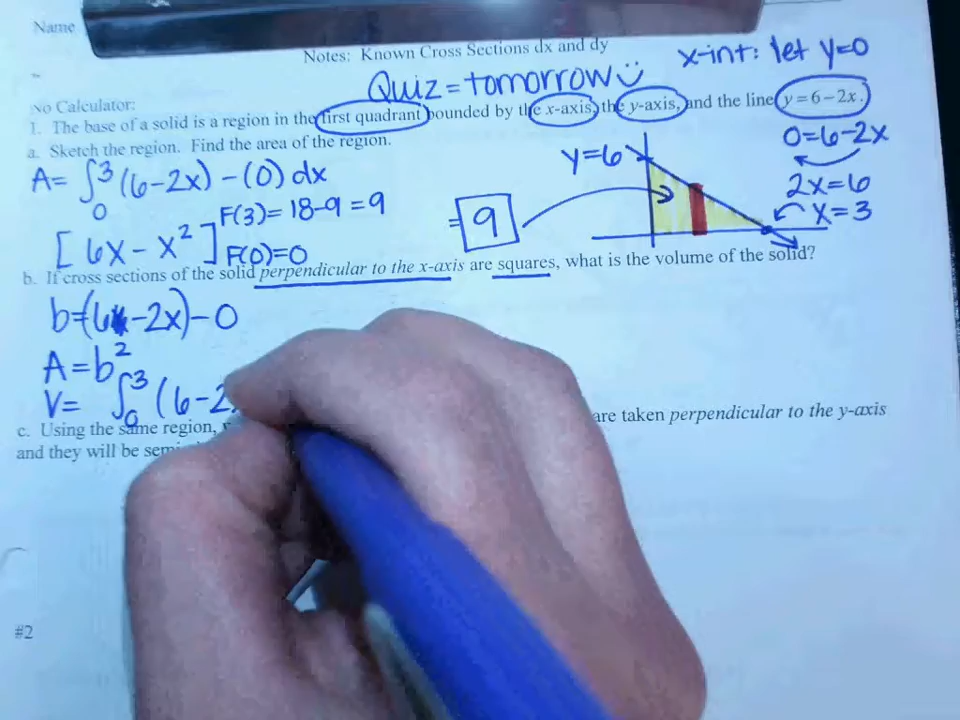 Name
Notes: Known Cross Sections dx and dy
x-int: let y=0
Quiz = tomorrow
No Calculator:
1. The base of a solid is a region in the first quadrant bounded by the x-axis, the y-axis, and the line y = 6 – 2x.
0=6-2x
a. Sketch the region. Find the area of the region.
y=6
A= ∫₀³ (6-2x) - (0) dx
2x=6
F(3)= 18-9 = 9
= 9
x=3
[6x - x²]
F(0)=0
b. If cross sections of the solid perpendicular to the x-axis are squares, what is the volume of the solid?
b=(6-2x)-0
A=b²
V= ∫₀³ (6-2
c. Using the same region, are taken perpendicular to the y-axis
and they will be
#2